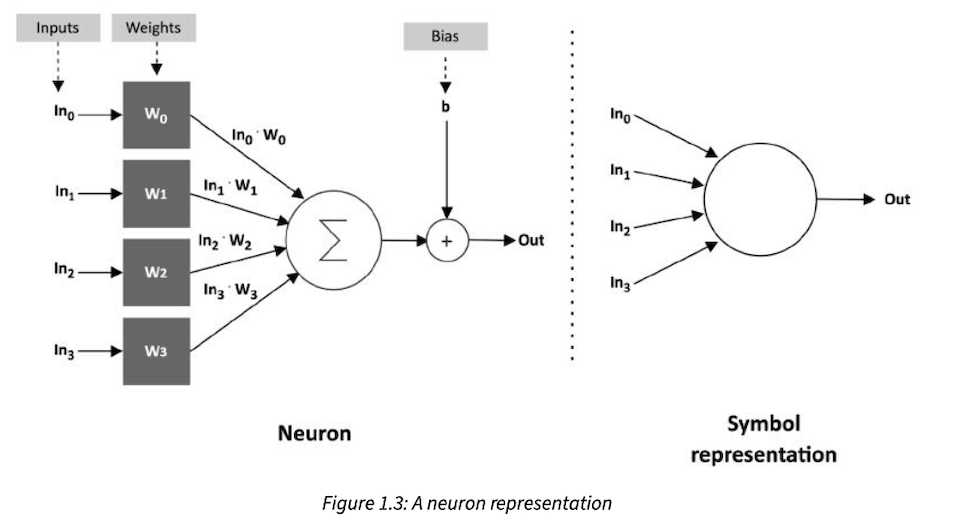 Inputs Weights Bias
b
In₀ W₀ In₀ · W₀
In₁ W1 In₁ · W₁
In₂ W2 In₂ · W₂
In₃ W3 In₃ · W₃
Σ + Out
Neuron
In₀
In₁
In₂
In₃
Out
Symbol
representation
Figure 1.3: A neuron representation